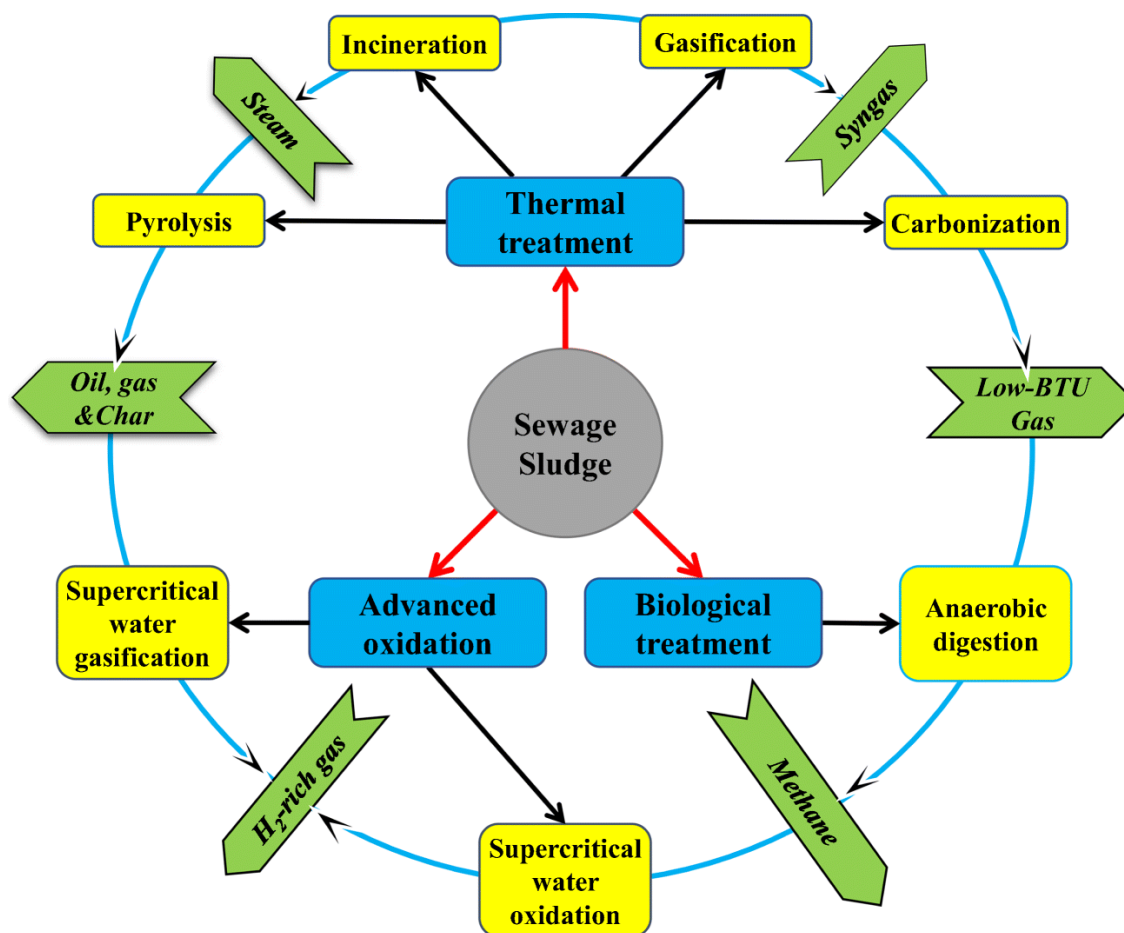 Incineration
Gasification
Steam
Syngas
Pyrolysis
Thermal
treatment
Carbonization
Oil, gas
&Char
Sewage
Sludge
Low-BTU
Gas
Supercritical
water
gasification
Advanced
oxidation
Biological
treatment
Anaerobic
digestion
H₂-rich gas
Methane
Supercritical
water
oxidation